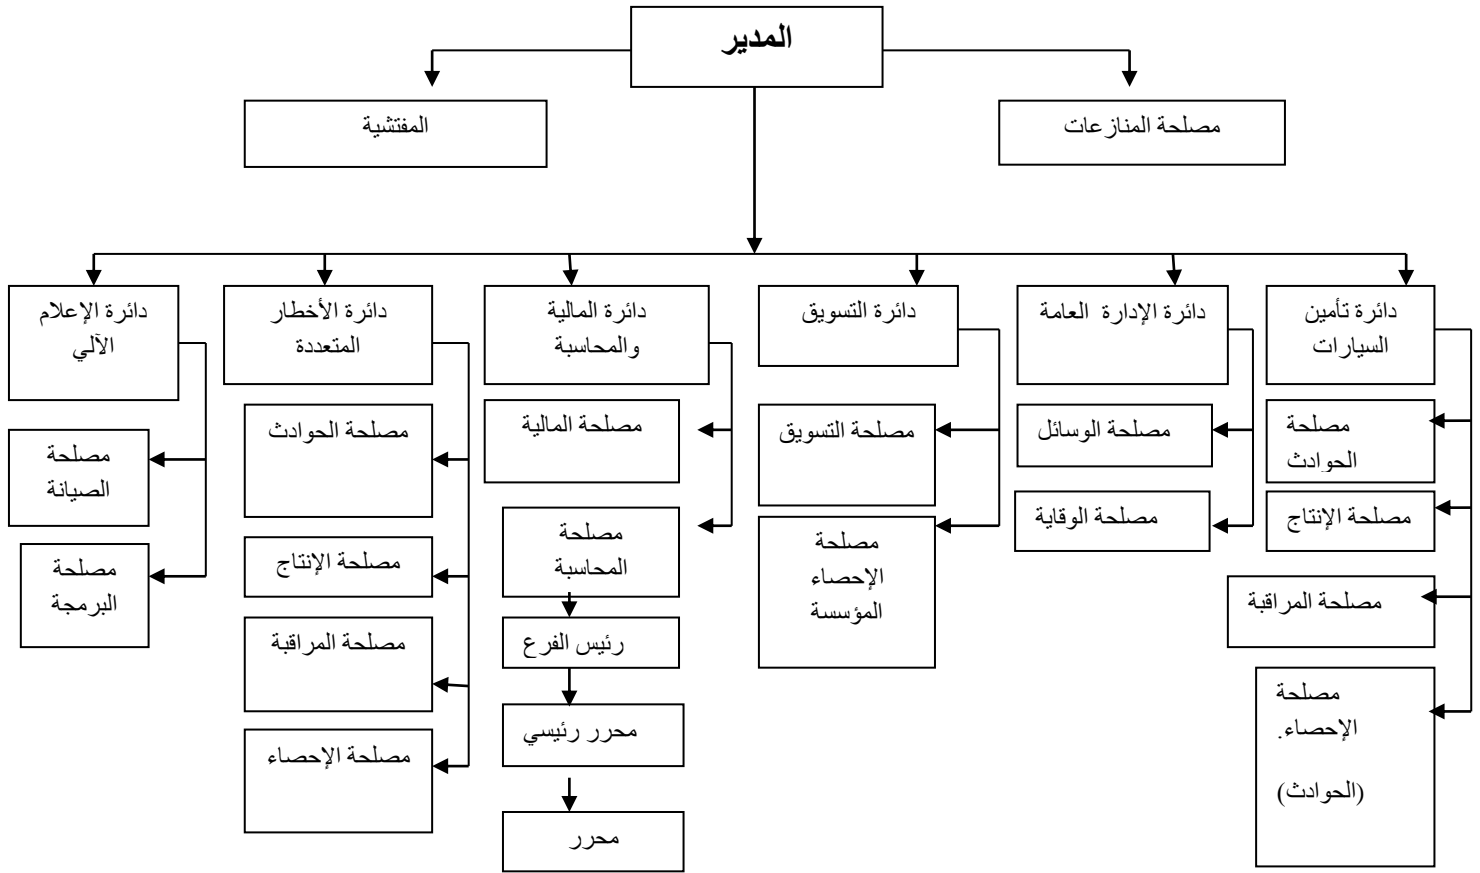 المدير
مصلحة المنازعات
المفتشية
دائرة تأمين
السيارات
دائرة الإدارة العامة
دائرة التسويق
دائرة المالية
والمحاسبة
دائرة الأخطار
المتعددة
دائرة الإعلام
الآلي
مصلحة
الحوادث
مصلحة الإنتاج
مصلحة المراقبة
مصلحة
الإحصاء.
(الحوادث)
مصلحة الوسائل
مصلحة الوقاية
مصلحة التسويق
مصلحة
الإحصاء
المؤسسة
مصلحة المالية
مصلحة
المحاسبة
رئيس الفرع
محرر رئيسي
محرر
مصلحة الحوادث
مصلحة الإنتاج
مصلحة المراقبة
مصلحة الإحصاء
مصلحة
الصيانة
مصلحة
البرمجة